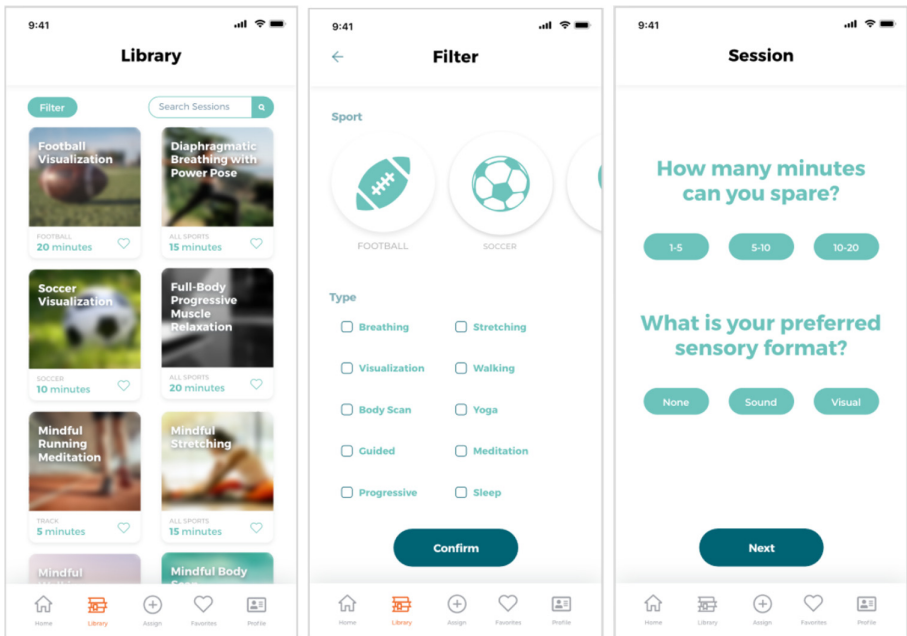 9:41
Library
Filter
Search Sessions
Football
Visualization
FOOTBALL
20 minutes
Diaphragmatic
Breathing with
Power Pose
ALL SPORTS
15 minutes
Soccer
Visualization
SOCCER
10 minutes
Full-Body
Progressive
Muscle
Relaxation
ALL SPORTS
20 minutes
Mindful
Running
Meditation
TRACK
5 minutes
Mindful
Stretching
ALL SPORTS
15 minutes
Mindful
Mindful Body
Home
Library
Assign
Favorites
Profile
9:41
Filter
Sport
FOOTBALL
SOCCER
Type
Breathing
Stretching
Visualization
Walking
Body Scan
Yoga
Guided
Meditation
Progressive
Sleep
Confirm
Home
Library
Assign
Favorites
Profile
9:41
Session
How many minutes
can you spare?
1-5
5-10
10-20
What is your preferred
sensory format?
None
Sound
Visual
Next
Home
Library
Assign
Favorites
Profile